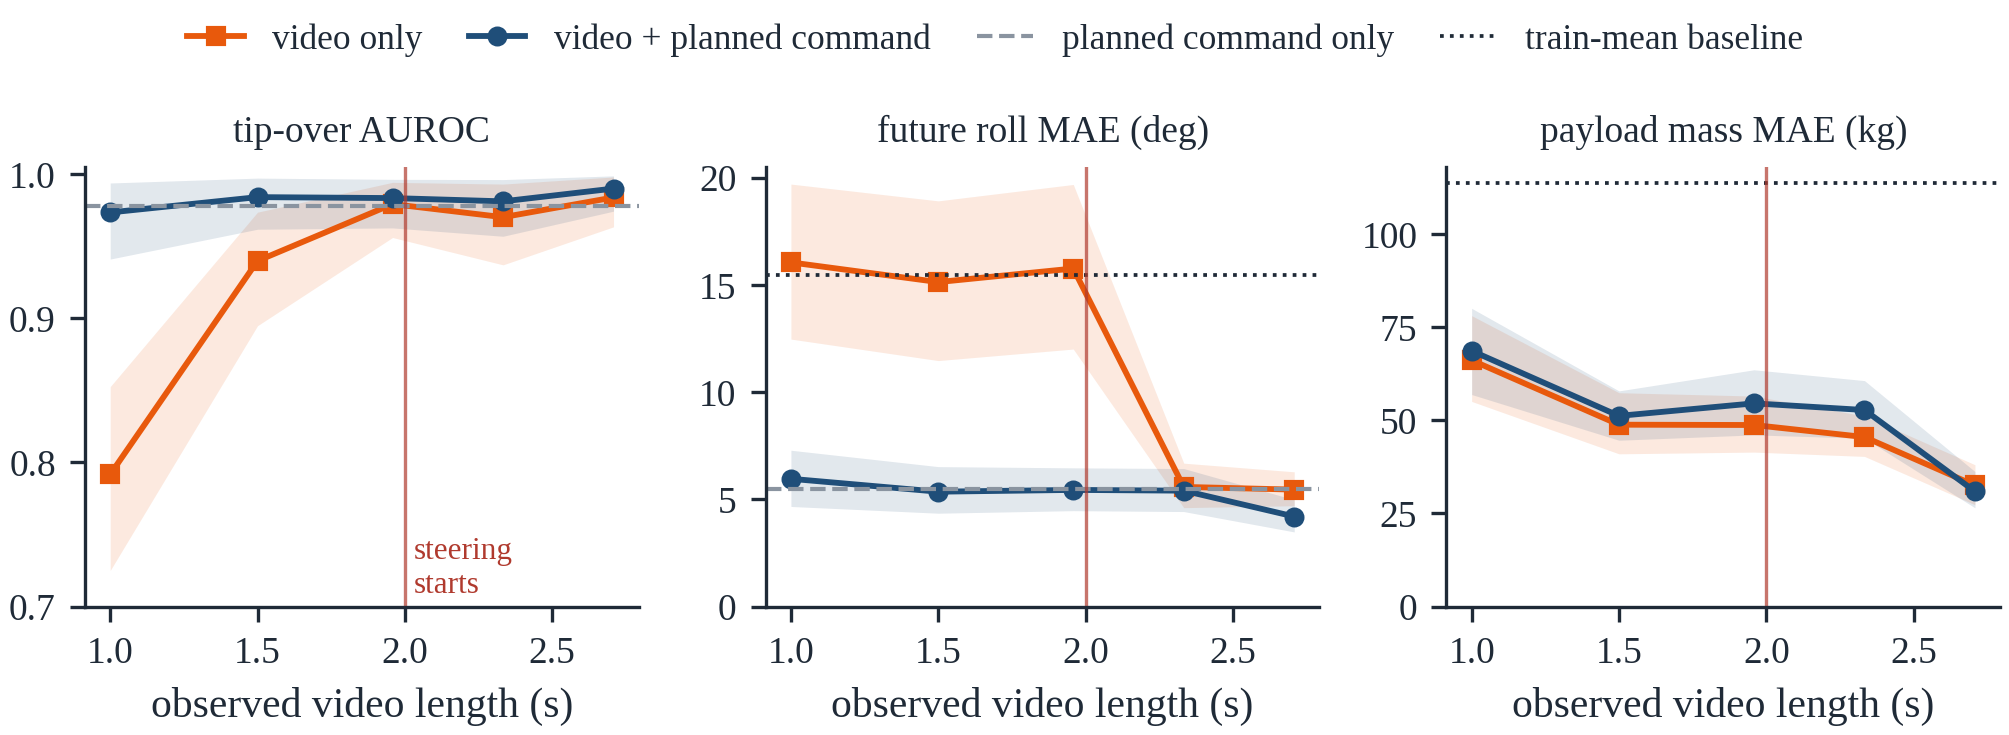 video only
video + planned command
planned command only
train-mean baseline
tip-over AUROC
1.0
0.9
0.8
0.7
steering
starts
1.0 1.5 2.0 2.5
observed video length (s)
future roll MAE (deg)
20
15
10
5
0
1.0 1.5 2.0 2.5
observed video length (s)
payload mass MAE (kg)
100
75
50
25
0
1.0 1.5 2.0 2.5
observed video length (s)